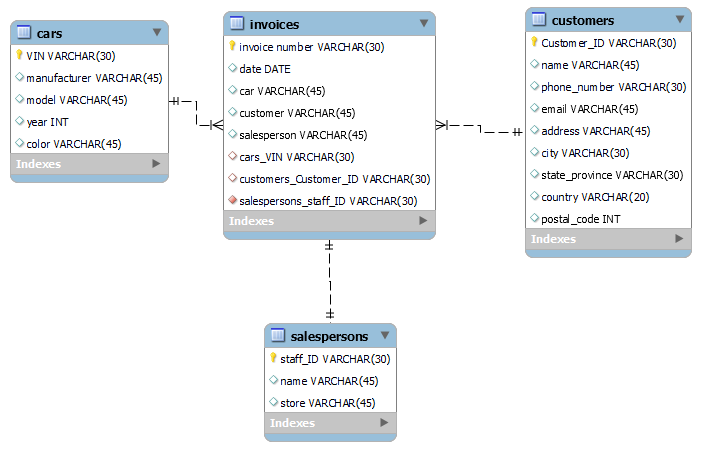 cars
VIN VARCHAR(30)
manufacturer VARCHAR(45)
model VARCHAR(45)
year INT
color VARCHAR(45)
Indexes
invoices
invoice number VARCHAR(30)
date DATE
car VARCHAR(45)
customer VARCHAR(45)
salesperson VARCHAR(45)
cars_VIN VARCHAR(30)
customers_Customer_ID VARCHAR(30)
salespersons_staff_ID VARCHAR(30)
Indexes
customers
Customer_ID VARCHAR(30)
name VARCHAR(45)
phone_number VARCHAR(30)
email VARCHAR(45)
address VARCHAR(45)
city VARCHAR(30)
state_province VARCHAR(30)
country VARCHAR(20)
postal_code INT
Indexes
salespersons
staff_ID VARCHAR(30)
name VARCHAR(45)
store VARCHAR(45)
Indexes